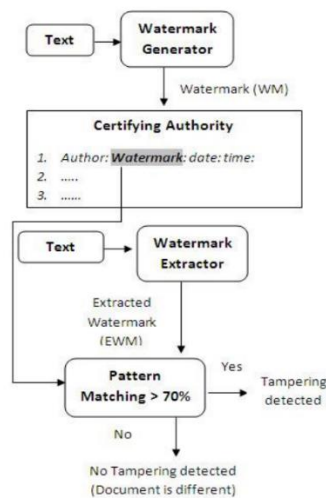 Text
Watermark
Generator
Watermark (WM)
Certifying Authority
1. Author: Watermark: date: time:
2. .....
3. ......
Text
Watermark
Extractor
Extracted
Watermark
(EWM)
Pattern
Matching > 70%
Yes
Tampering
detected
No
No Tampering detected
(Document is different)